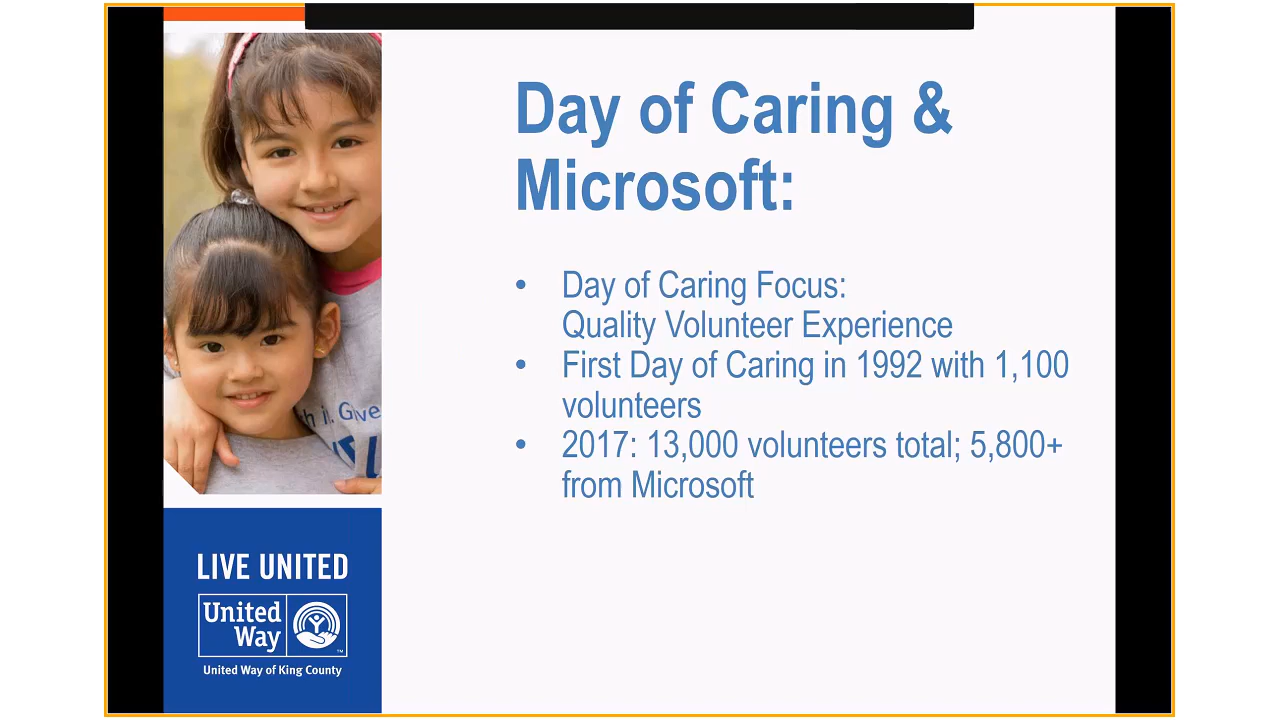 Day of Caring &
Microsoft:
• Day of Caring Focus:
Quality Volunteer Experience
• First Day of Caring in 1992 with 1,100
volunteers
• 2017: 13,000 volunteers total; 5,800+
from Microsoft
Give
LIVE UNITED
United
Way
™
United Way of King County